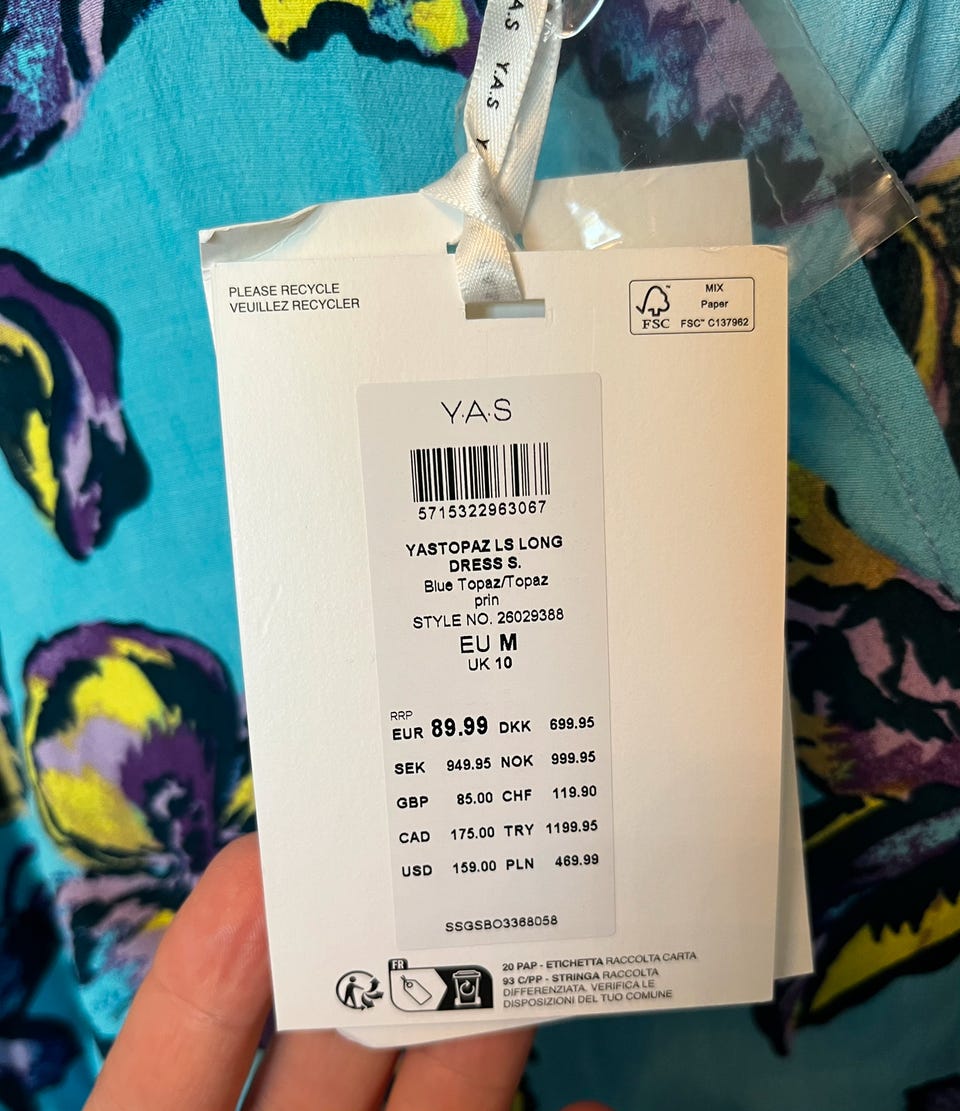 Y.A.S
Y.A.S
PLEASE RECYCLE
VEUILLEZ RECYCLER
FSC
MIX
Paper
FSC™ C137962
Y.A.S
5715322963067
YASTOPAZ LS LONG
DRESS S.
Blue Topaz/Topaz
prin
STYLE NO. 26029388
EU M
UK 10
RRP
EUR 89.99 DKK 699.95
SEK 949.95 NOK 999.95
GBP 85.00 CHF 119.90
CAD 175.00 TRY 1199.95
USD 159.00 PLN 469.99
SSGSBO3368058
FR
20 PAP - ETICHETTA RACCOLTA CARTA
93 C/PP - STRINGA RACCOLTA
DIFFERENZIATA. VERIFICA LE
DISPOSIZIONI DEL TUO COMUNE